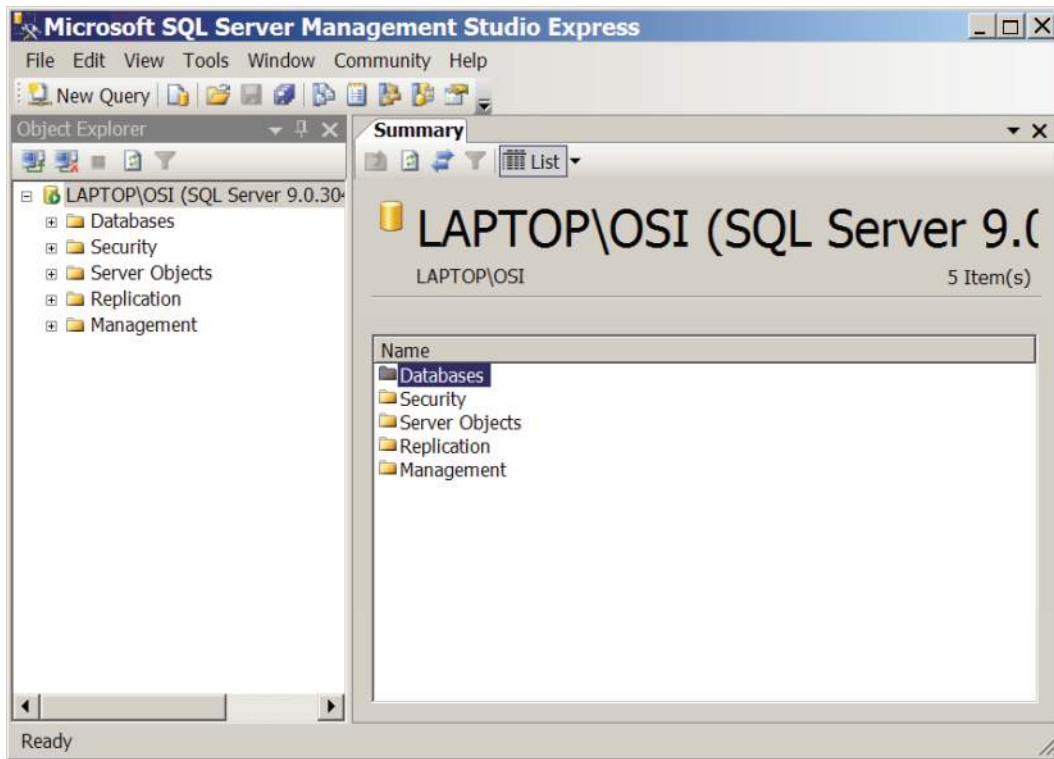 Microsoft SQL Server Management Studio Express
File Edit View Tools Window Community Help
New Query
Object Explorer
LAPTOP\OSI (SQL Server 9.0.30
Databases
Security
Server Objects
Replication
Management
Summary
List
LAPTOP\OSI (SQL Server 9.0
LAPTOP\OSI 5 Item(s)
Name
Databases
Security
Server Objects
Replication
Management
Ready